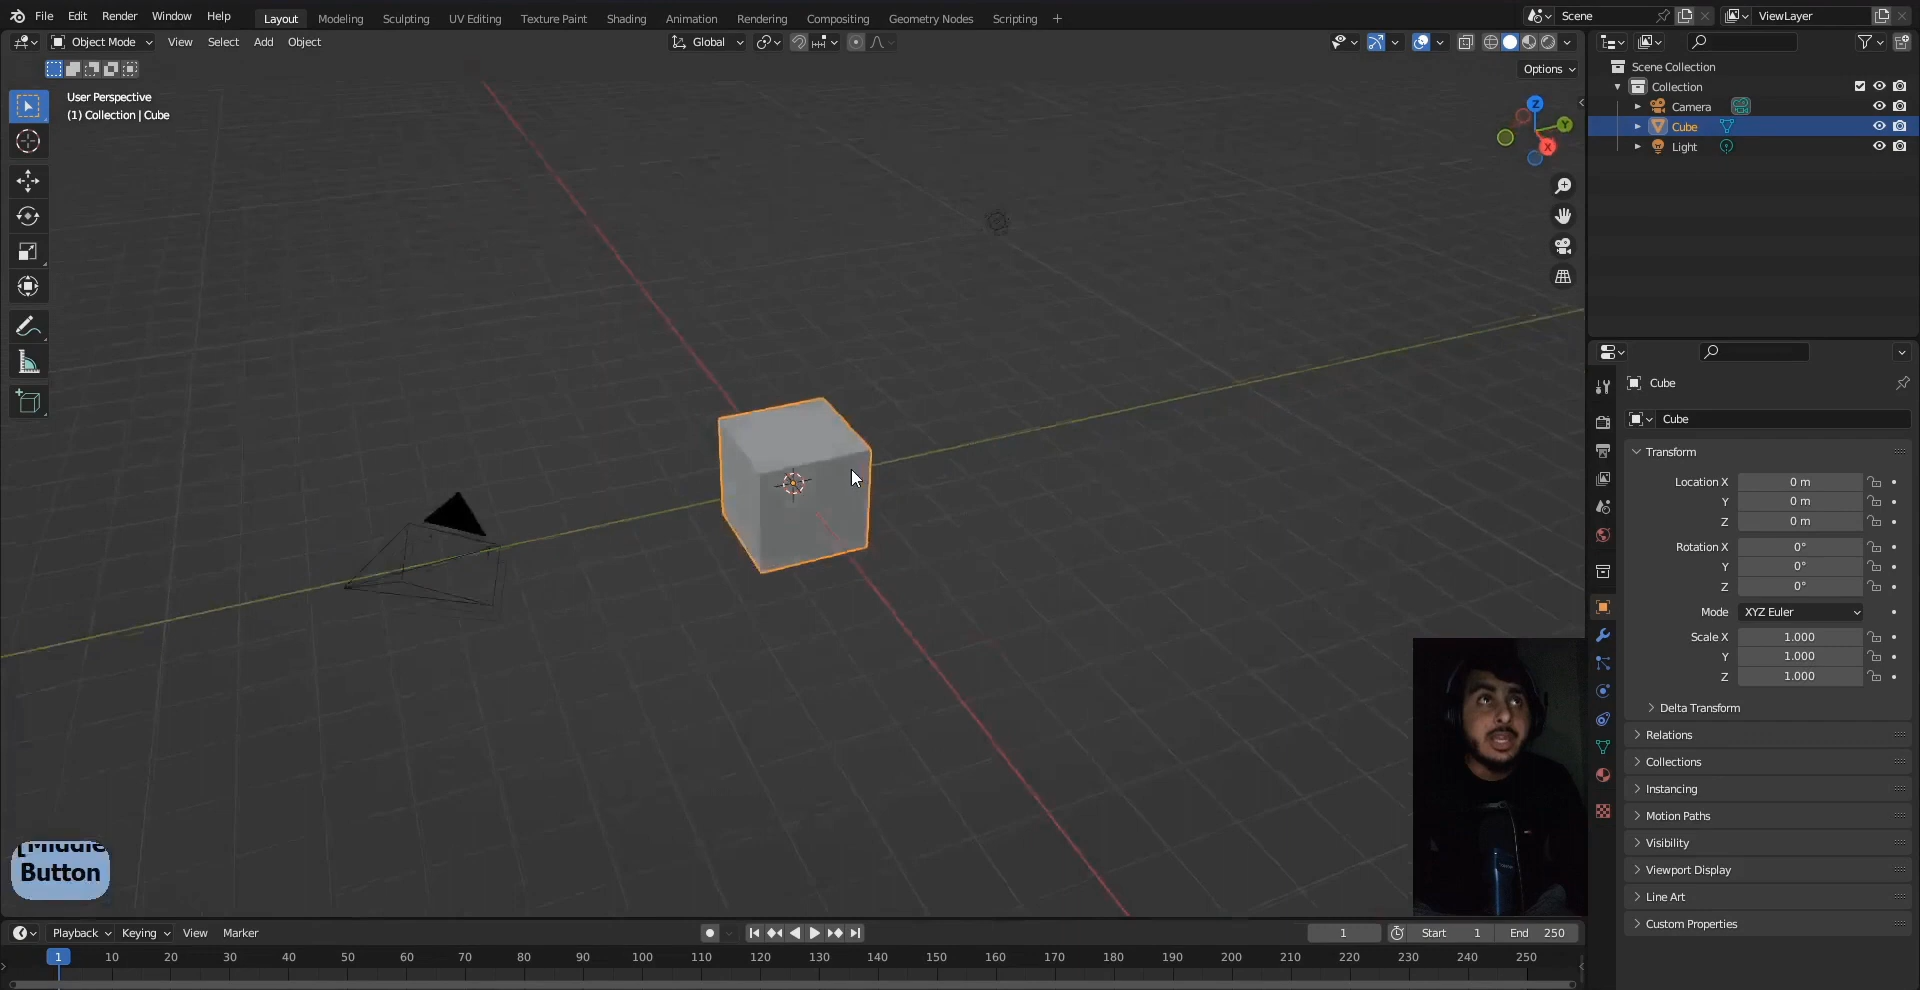 File Edit Render Window Help Layout Modeling Sculpting UV Editing Texture Paint Shading Animation Rendering Compositing Geometry Nodes Scripting Scene ViewLayer
Object Mode View Select Add Object Global
Options
User Perspective
(1) Collection | Cube
Z
Y
X
Scene Collection
Collection
Camera
Cube
Light
Cube
Cube
Transform
Location X 0 m
Y 0 m
Z 0 m
Rotation X 0°
Y 0°
Z 0°
Mode XYZ Euler
Scale X 1.000
Y 1.000
Z 1.000
Delta Transform
Relations
Collections
Instancing
Motion Paths
Visibility
Viewport Display
Line Art
Custom Properties
[Middle
Button
Playback Keying View Marker 1 Start 1 End 250
1 10 20 30 40 50 60 70 80 90 100 110 120 130 140 150 160 170 180 190 200 210 220 230 240 250